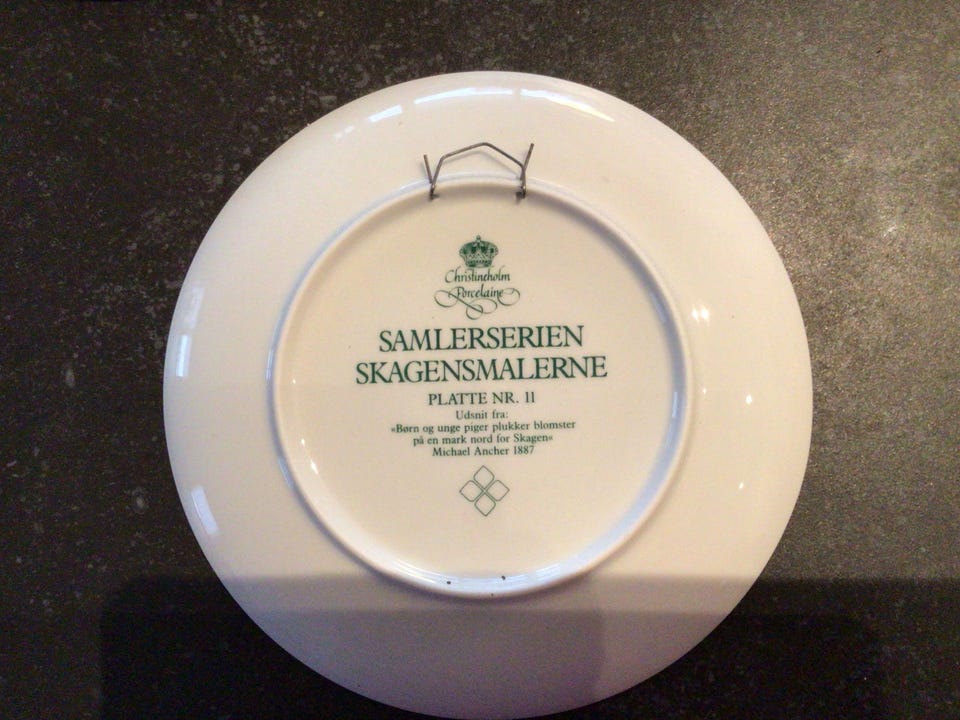 Christineholm
Porcelaine
SAMLERSERIEN
SKAGENSMALERNE
PLATTE NR. 11
Udsnit fra:
»Børn og unge piger plukker blomster
på en mark nord for Skagen«
Michael Ancher 1887